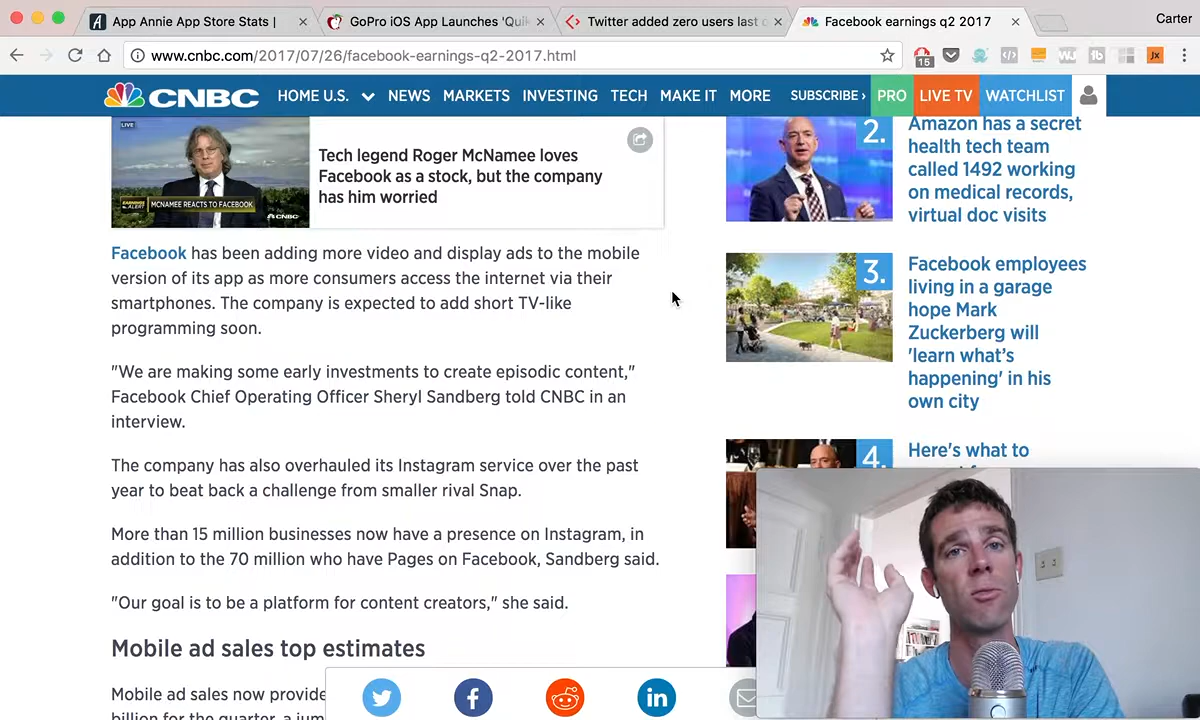 App Annie App Store Stats |
GoPro iOS App Launches 'Quik
Twitter added zero users last q
Facebook earnings q2 2017
Carter
www.cnbc.com/2017/07/26/facebook-earnings-q2-2017.html
15
CNBC
HOME U.S.
NEWS
MARKETS
INVESTING
TECH
MAKE IT
MORE
SUBSCRIBE ›
PRO
LIVE TV
WATCHLIST
LIVE
MCNAMEE REACTS TO FACEBOOK
CNBC
Tech legend Roger McNamee loves
Facebook as a stock, but the company
has him worried
Facebook has been adding more video and display ads to the mobile
version of its app as more consumers access the internet via their
smartphones. The company is expected to add short TV-like
programming soon.
"We are making some early investments to create episodic content,"
Facebook Chief Operating Officer Sheryl Sandberg told CNBC in an
interview.
The company has also overhauled its Instagram service over the past
year to beat back a challenge from smaller rival Snap.
More than 15 million businesses now have a presence on Instagram, in
addition to the 70 million who have Pages on Facebook, Sandberg said.
"Our goal is to be a platform for content creators," she said.
Mobile ad sales top estimates
Mobile ad sales now provide
billion for the quarter, a jum
2.
Amazon has a secret
health tech team
called 1492 working
on medical records,
virtual doc visits
3.
Facebook employees
living in a garage
hope Mark
Zuckerberg will
'learn what's
happening' in his
own city
4.
Here's what to